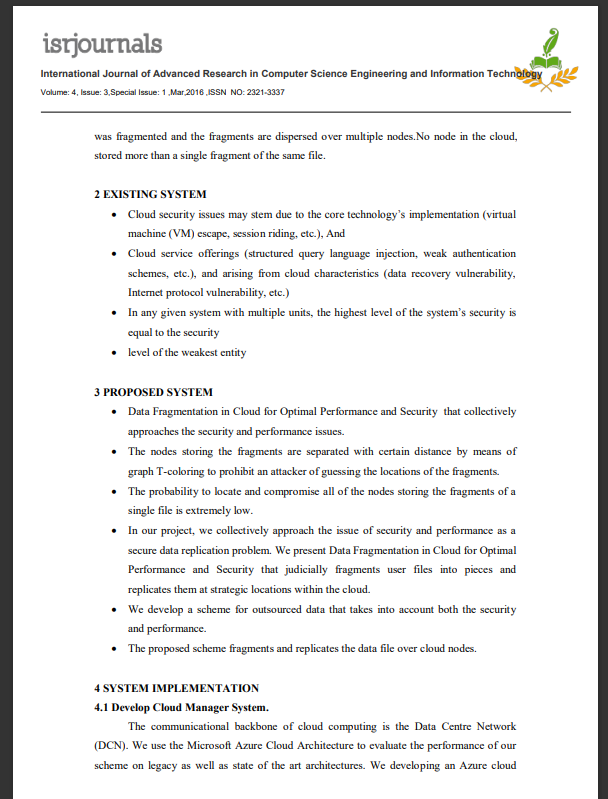 isrjournals
International Journal of Advanced Research in Computer Science Engineering and Information Technology
Volume: 4, Issue: 3,Special Issue: 1 ,Mar,2016 ,ISSN NO: 2321-3337
was fragmented and the fragments are dispersed over multiple nodes.No node in the cloud,
stored more than a single fragment of the same file.
2 EXISTING SYSTEM
• Cloud security issues may stem due to the core technology's implementation (virtual
machine (VM) escape, session riding, etc.), And
• Cloud service offerings (structured query language injection, weak authentication
schemes, etc.), and arising from cloud characteristics (data recovery vulnerability,
Internet protocol vulnerability, etc.)
• In any given system with multiple units, the highest level of the system's security is
equal to the security
• level of the weakest entity
3 PROPOSED SYSTEM
• Data Fragmentation in Cloud for Optimal Performance and Security that collectively
approaches the security and performance issues.
• The nodes storing the fragments are separated with certain distance by means of
graph T-coloring to prohibit an attacker of guessing the locations of the fragments.
• The probability to locate and compromise all of the nodes storing the fragments of a
single file is extremely low.
• In our project, we collectively approach the issue of security and performance as a
secure data replication problem. We present Data Fragmentation in Cloud for Optimal
Performance and Security that judicially fragments user files into pieces and
replicates them at strategic locations within the cloud.
• We develop a scheme for outsourced data that takes into account both the security
and performance.
• The proposed scheme fragments and replicates the data file over cloud nodes.
4 SYSTEM IMPLEMENTATION
4.1 Develop Cloud Manager System.
The communicational backbone of cloud computing is the Data Centre Network
(DCN). We use the Microsoft Azure Cloud Architecture to evaluate the performance of our
scheme on legacy as well as state of the art architectures. We developing an Azure cloud